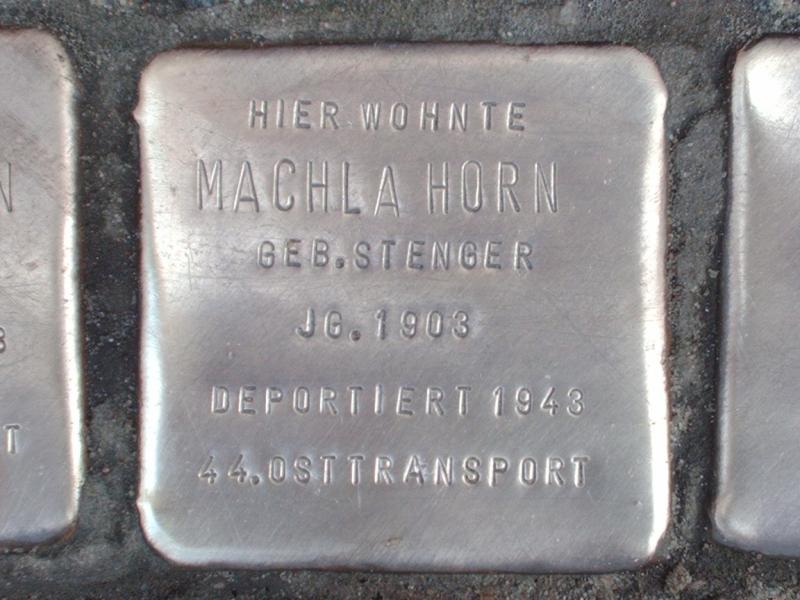 HIER WOHNTE
MACHLA HORN
GEB. STENGER
JG. 1903
DEPORTIERT 1943
44. OSTTRANSPORT